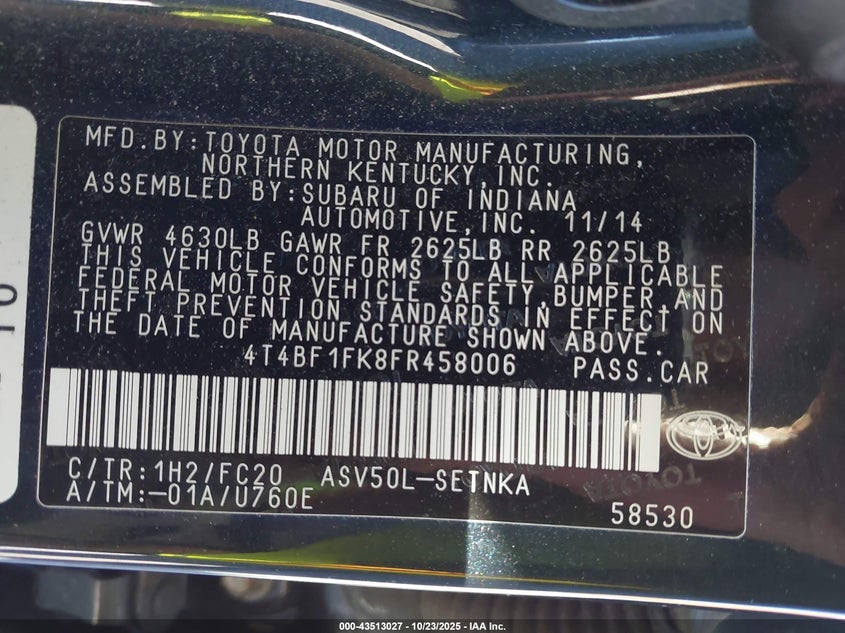 MFD.BY:TOYOTA MOTOR MANUFACTURING,
NORTHERN KENTUCKY,INC.
ASSEMBLED BY:SUBARU OF INDIANA
AUTOMOTIVE,INC. 11/14
GVWR 4630LB GAWR FR 2625LB RR 2625LB
THIS VEHICLE CONFORMS TO ALL APPLICABLE
FEDERAL MOTOR VEHICLE SAFETY,BUMPER AND
THEFT PREVENTION STANDARDS IN EFFECT ON
THE DATE OF MANUFACTURE SHOWN ABOVE.
4T4BF1FK8FR458006 PASS.CAR
C/TR:1H2/FC20 ASV50L-SETNKA
A/TM:-01A/U760E
58530
TOYOTA
000-43513027 - 10/23/2025 - IAA Inc.